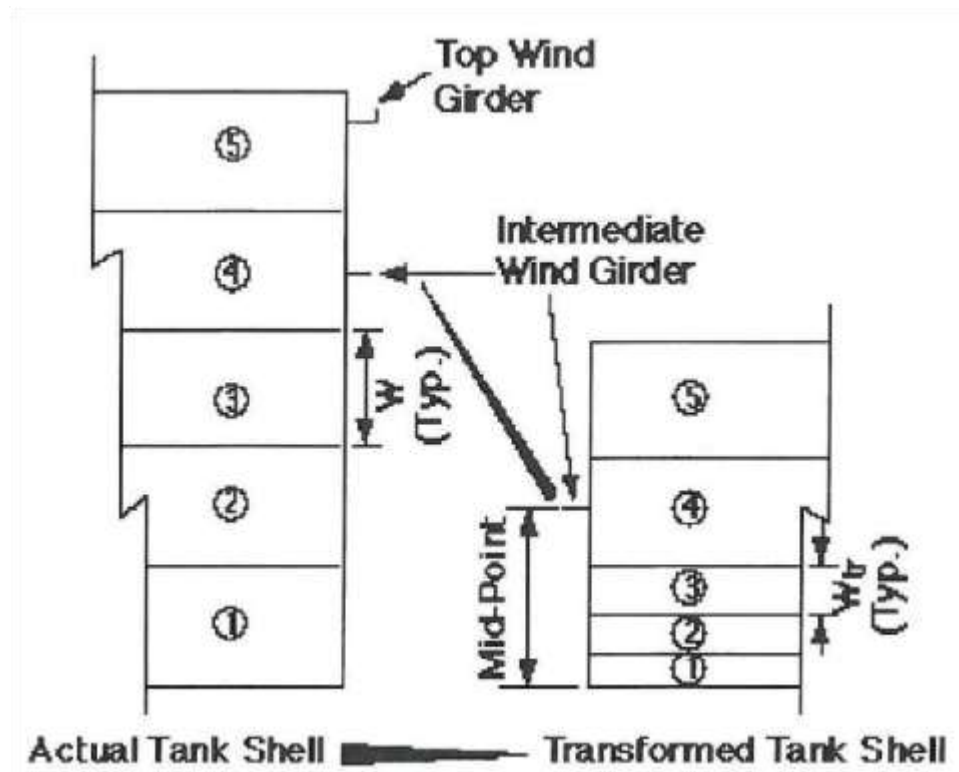 Top Wind
Girder
5
Intermediate
Wind Girder
4
W
(Typ.)
3
2
1
5
4
Mid-Point
Wtr
(Typ.)
3
2
1
Actual Tank Shell
Transformed Tank Shell